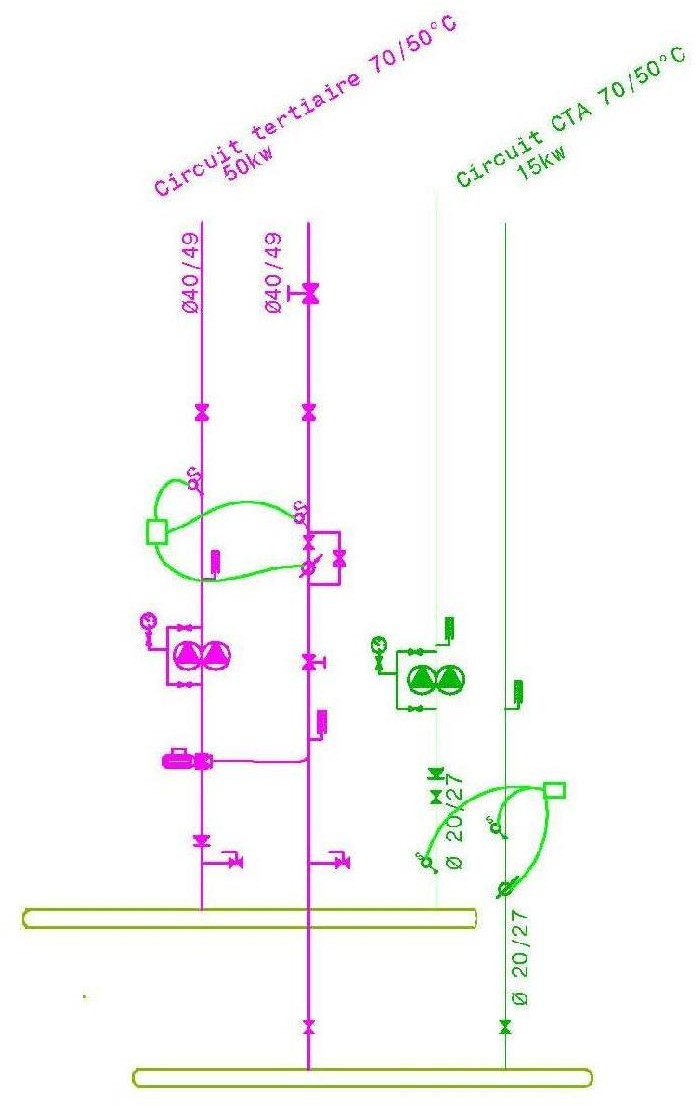 Circuit tertiaire 70/50°C
50kw
Circuit CTA 70/50°C
15kw
Ø40/49
Ø40/49
Ø 20/27
Ø 20/27